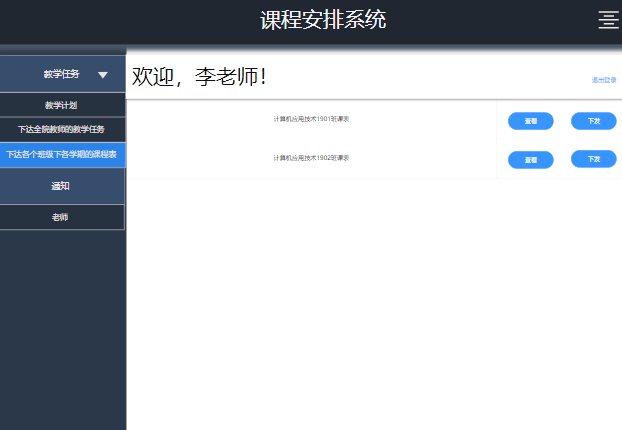 课程安排系统
教学任务
欢迎，李老师！
退出登录
教学计划
下达全院教师的教学任务
下达各个班级下各学期的课程表
通知
老师
计算机应用技术1901班课表
查看
下发
计算机应用技术1902班课表
查看
下发